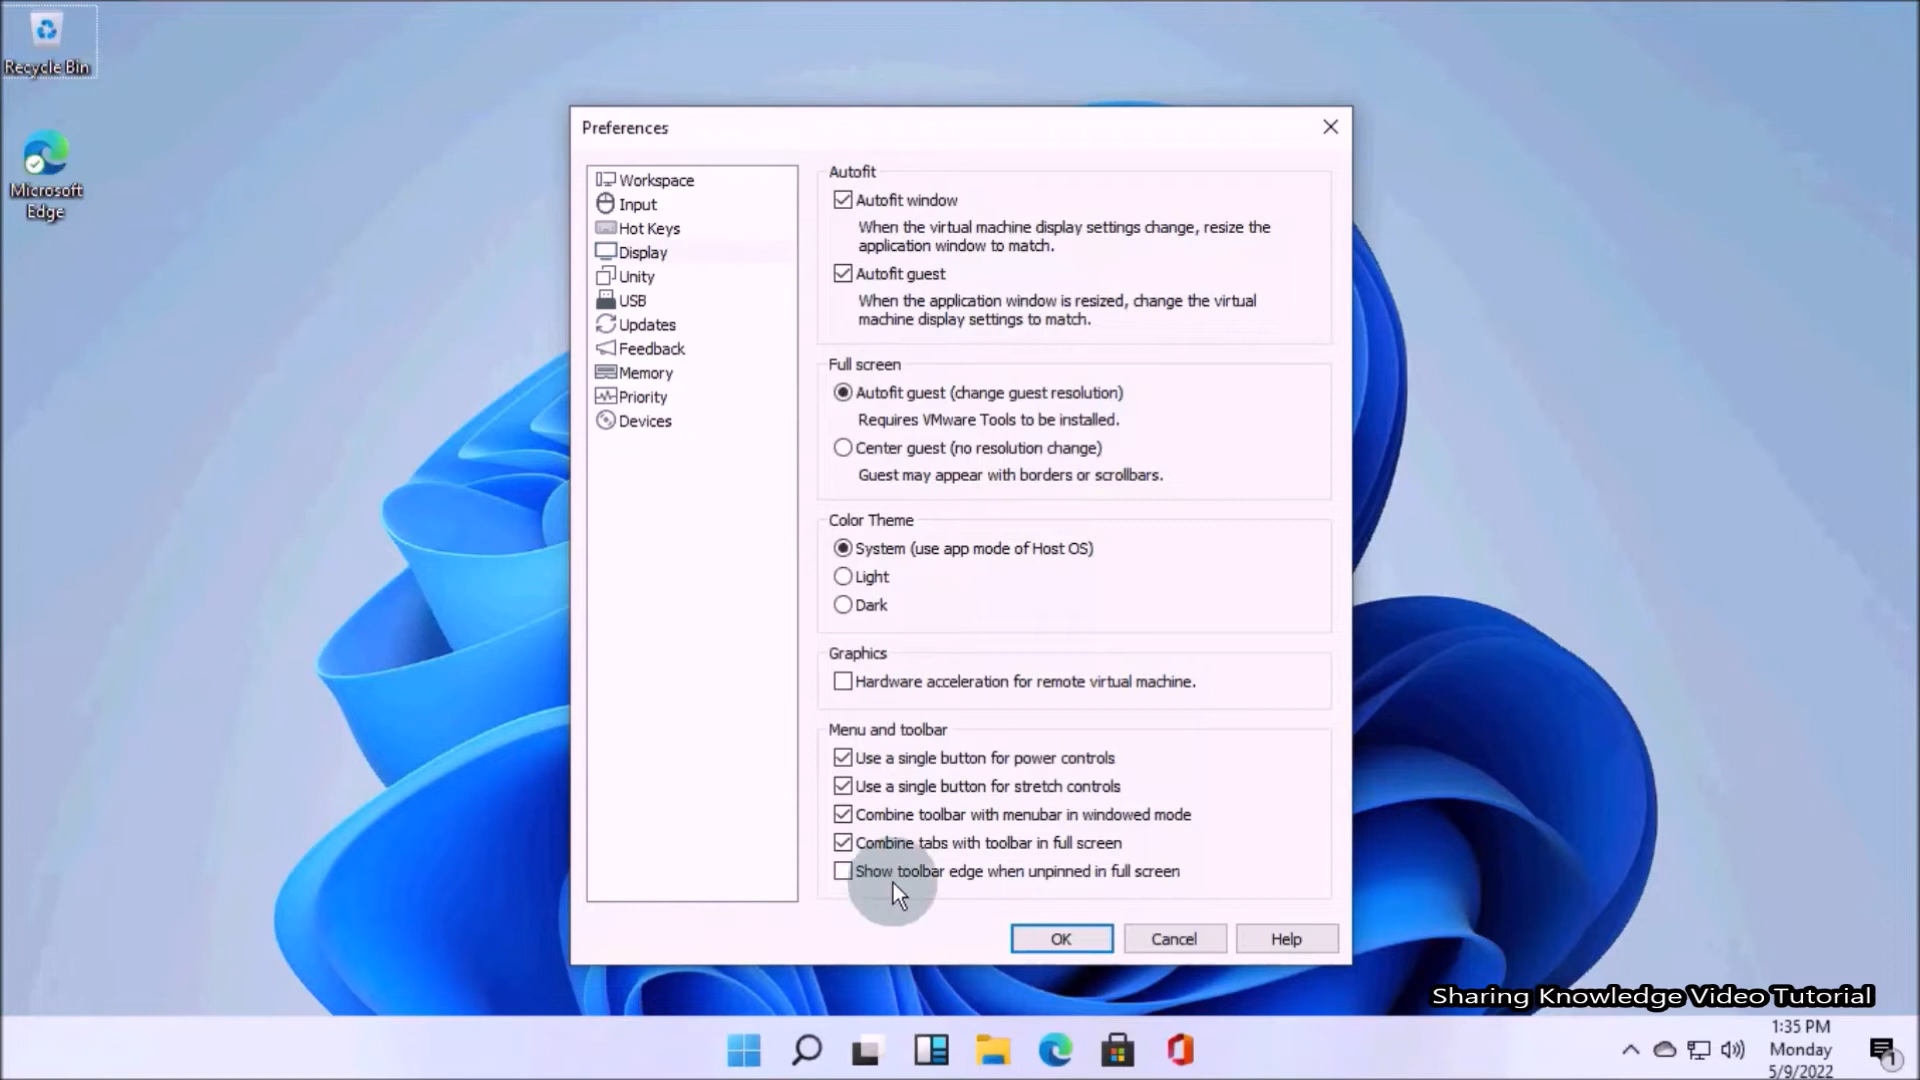 Recycle Bin
Microsoft
Edge
Preferences
Workspace
Input
Hot Keys
Display
Unity
USB
Updates
Feedback
Memory
Priority
Devices
Autofit
Autofit window
When the virtual machine display settings change, resize the
application window to match.
Autofit guest
When the application window is resized, change the virtual
machine display settings to match.
Full screen
Autofit guest (change guest resolution)
Requires VMware Tools to be installed.
Center guest (no resolution change)
Guest may appear with borders or scrollbars.
Color Theme
System (use app mode of Host OS)
Light
Dark
Graphics
Hardware acceleration for remote virtual machine.
Menu and toolbar
Use a single button for power controls
Use a single button for stretch controls
Combine toolbar with menubar in windowed mode
Combine tabs with toolbar in full screen
Show toolbar edge when unpinned in full screen
OK
Cancel
Help
Sharing Knowledge Video Tutorial
1:35 PM
Monday
5/9/2022
1